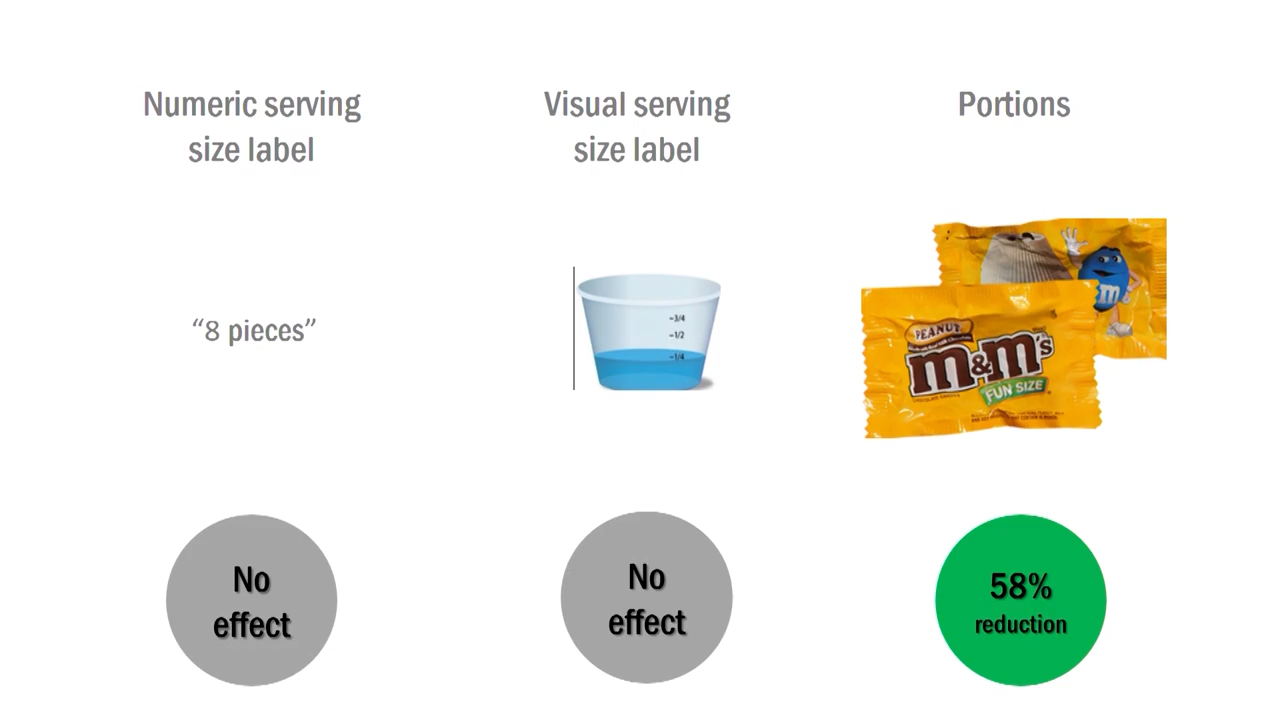 Numeric serving
size label
Visual serving
size label
Portions
“8 pieces”
-3/4
-1/2
-1/4
m
PEANUT
m&m's
FUN SIZE
No
effect
No
effect
58%
reduction